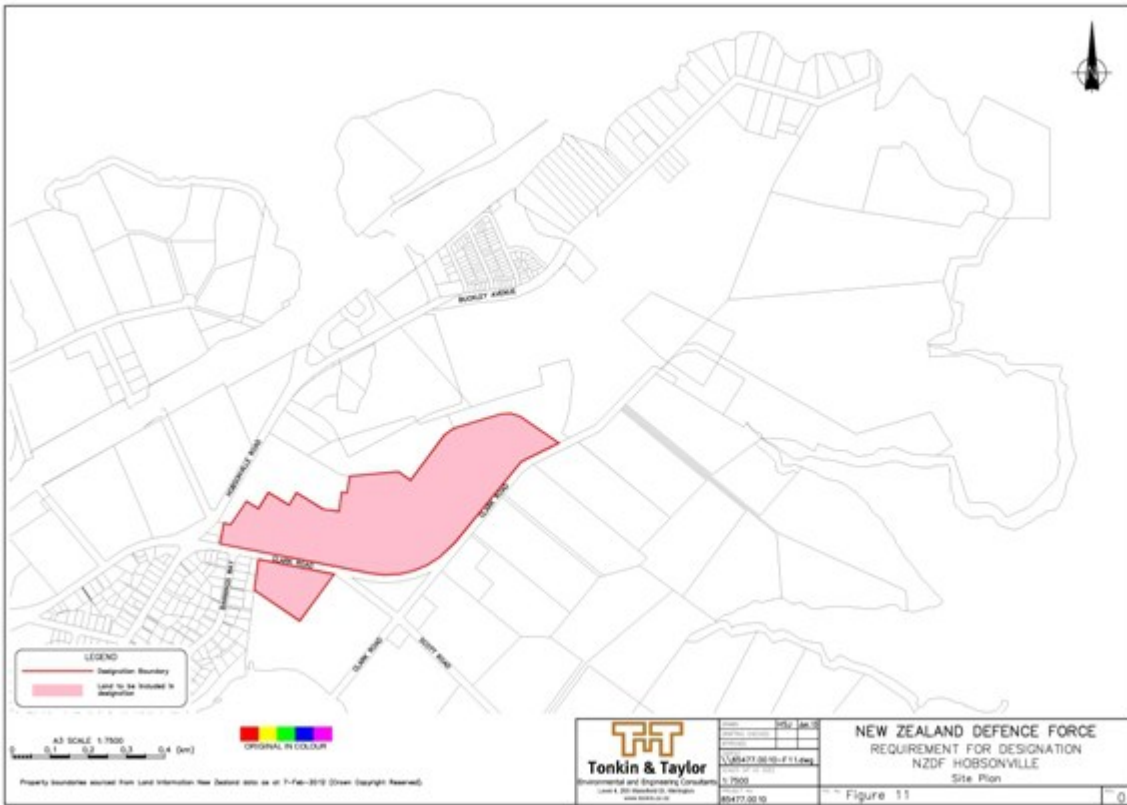 N
BUCKLEY AVENUE
HOBSONVILLE ROAD
CLARK ROAD
CLARK ROAD
CLARK ROAD
SCOTT ROAD
LEGEND
Designation Boundary
Land to be included in
designation
A3 SCALE 1:7500
0 0.1 0.2 0.3 0.4 (km)
ORIGINAL IN COLOUR
Property boundaries sourced from Land Information New Zealand data as at 7-Feb-2012 (Crown Copyright Reserved).
T+T
Tonkin & Taylor
Environmental and Engineering Consultants
www.tonkin.co.nz
1:7500
85477.0010
NEW ZEALAND DEFENCE FORCE
REQUIREMENT FOR DESIGNATION
NZDF HOBSONVILLE
Site Plan
Figure 11
0